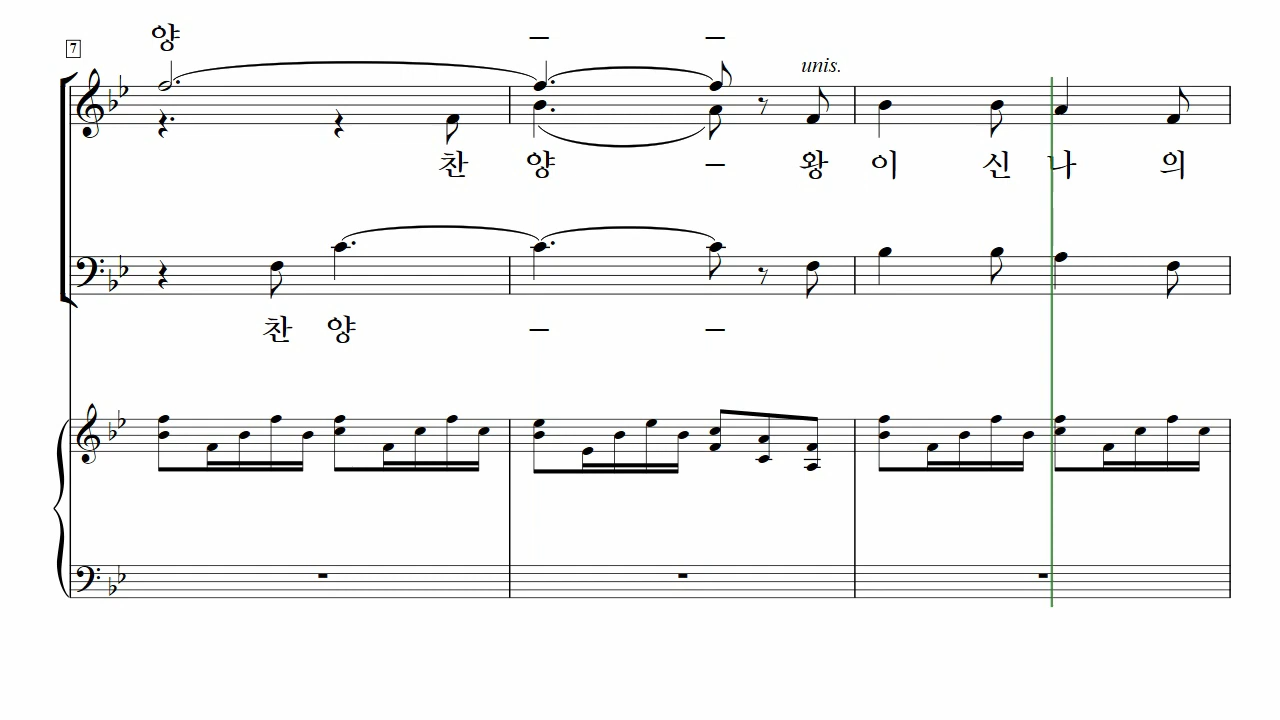 양 – –
7
unis.
찬 양 – 왕 이 신 나 의
찬 양 – –